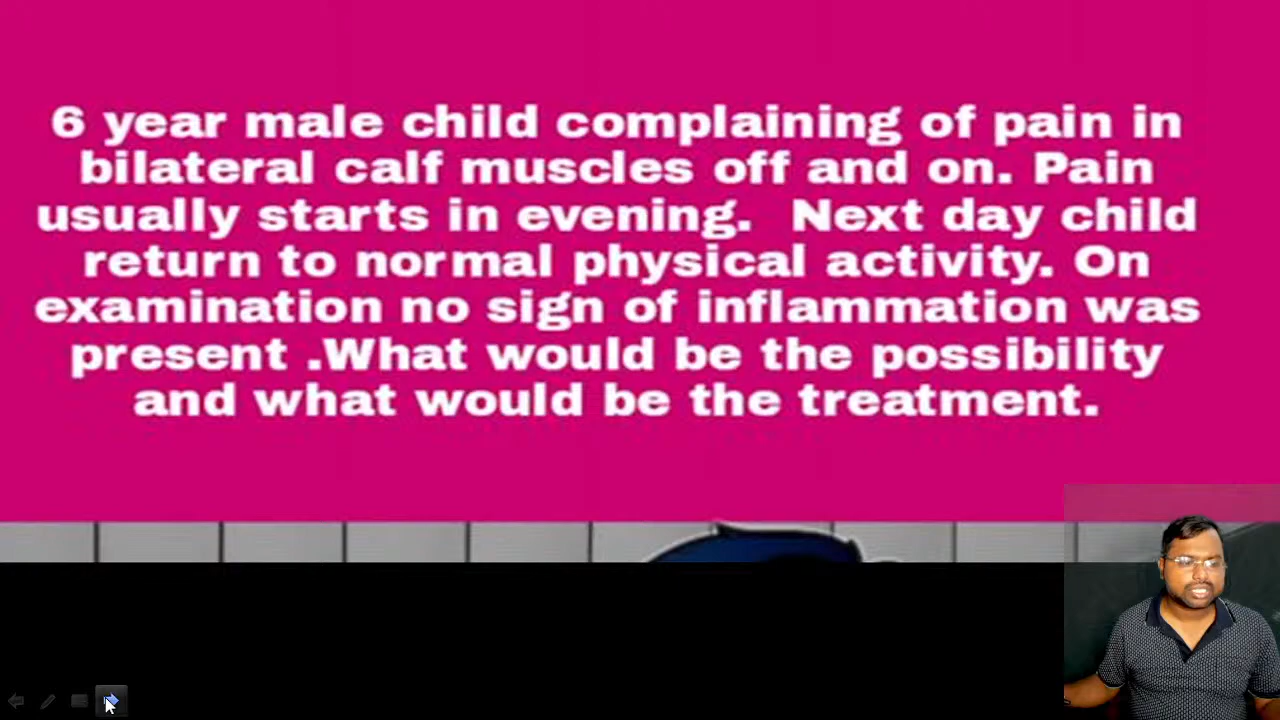 6 year male child complaining of pain in
bilateral calf muscles off and on. Pain
usually starts in evening.  Next day child
return to normal physical activity. On
examination no sign of inflammation was
present .What would be the possibility
and what would be the treatment.